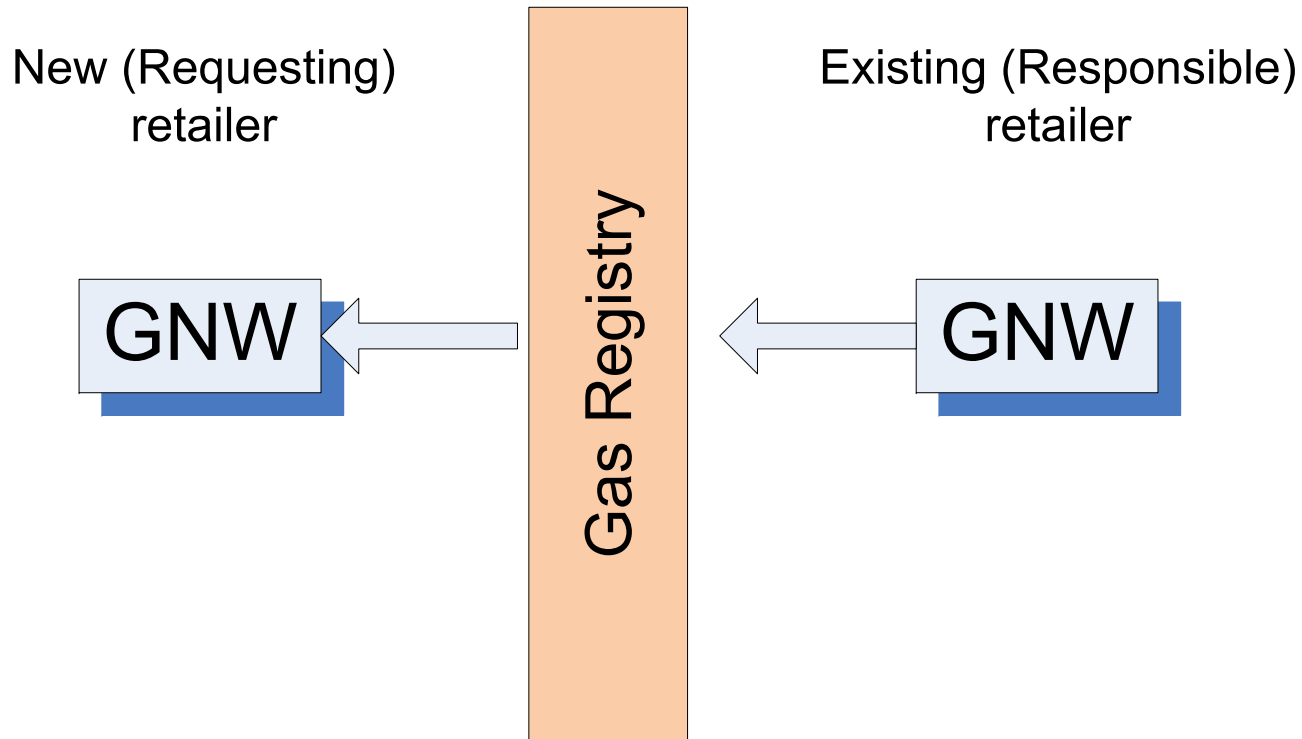 New (Requesting)
retailer
Existing (Responsible)
retailer
GNW
Gas Registry
GNW